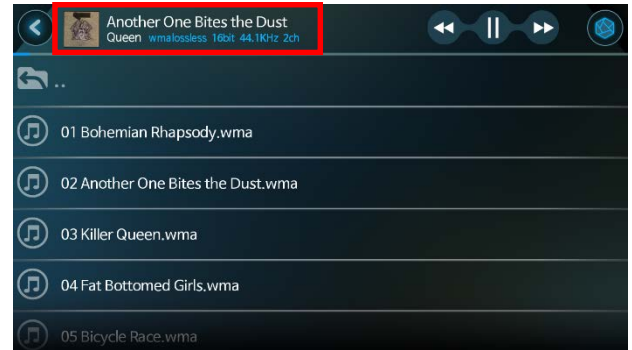 Another One Bites the Dust
Queen wmalossless 16bit 44.1KHz 2ch
..
01 Bohemian Rhapsody.wma
02 Another One Bites the Dust.wma
03 Killer Queen.wma
04 Fat Bottomed Girls.wma
05 Bicycle Race.wma